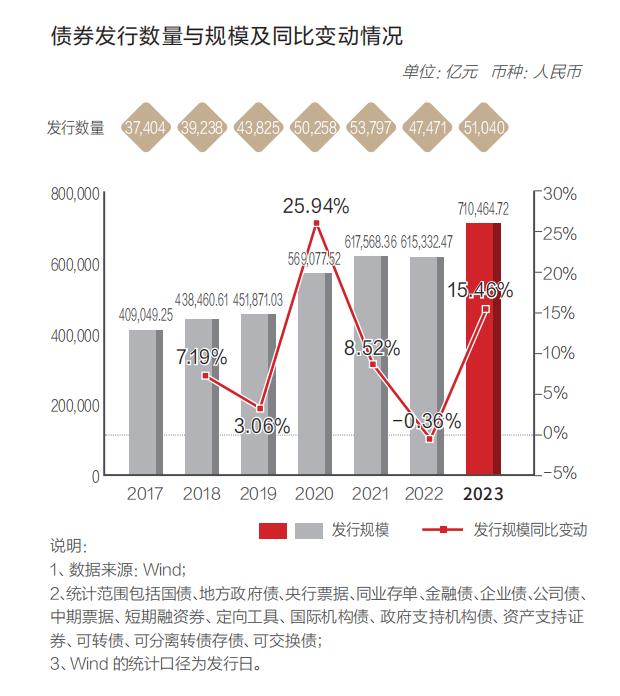 债券发行数量与规模及同比变动情况
单位：亿元 币种：人民币
发行数量 37,404 39,238 43,825 50,258 53,797 47,471 51,040
800,000
600,000
400,000
200,000
0
30%
25%
20%
15%
10%
5%
0%
-5%
409,049.25
438,460.61
451,871.03
569,077.52
617,568.36
615,332.47
710,464.72
7.19%
3.06%
25.94%
8.52%
-0.36%
15.46%
2017 2018 2019 2020 2021 2022 2023
发行规模 发行规模同比变动
说明：
1、数据来源：Wind；
2、统计范围包括国债、地方政府债、央行票据、同业存单、金融债、企业债、公司债、
中期票据、短期融资券、定向工具、国际机构债、政府支持机构债、资产支持证
券、可转债、可分离转债存债、可交换债；
3、Wind 的统计口径为发行日。